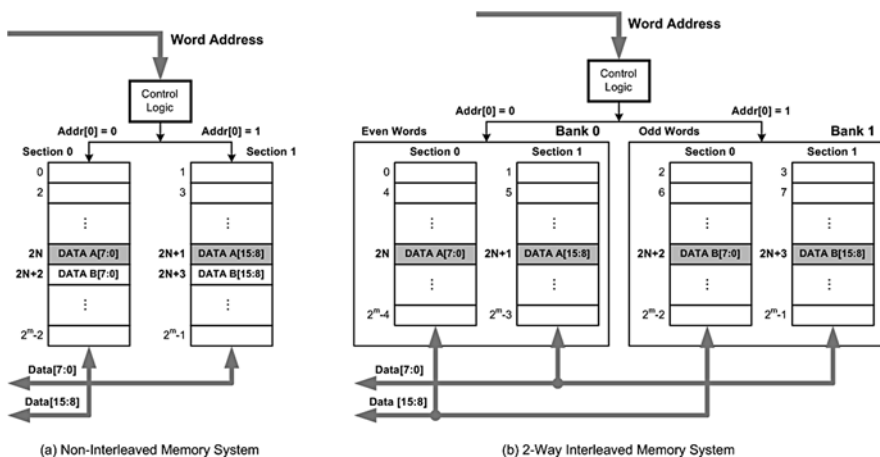 Word Address
Control Logic
Addr[0] = 0
Addr[0] = 1
Section 0
Section 1
0
2
⋮
2N
2N+2
⋮
2^m-2
DATA A[7:0]
DATA B[7:0]
1
3
⋮
2N+1
2N+3
⋮
2^m-1
DATA A[15:8]
DATA B[15:8]
Data[7:0]
Data[15:8]
(a) Non-Interleaved Memory System
Word Address
Control Logic
Addr[0] = 0
Addr[0] = 1
Even Words
Bank 0
Section 0
Section 1
0
4
⋮
2N
DATA A[7:0]
⋮
2^m-4
1
5
⋮
2N+1
DATA A[15:8]
⋮
2^m-3
Odd Words
Bank 1
Section 0
Section 1
2
6
⋮
2N+2
DATA B[7:0]
⋮
2^m-2
3
7
⋮
2N+3
DATA B[15:8]
⋮
2^m-1
Data[7:0]
Data [15:8]
(b) 2-Way Interleaved Memory System